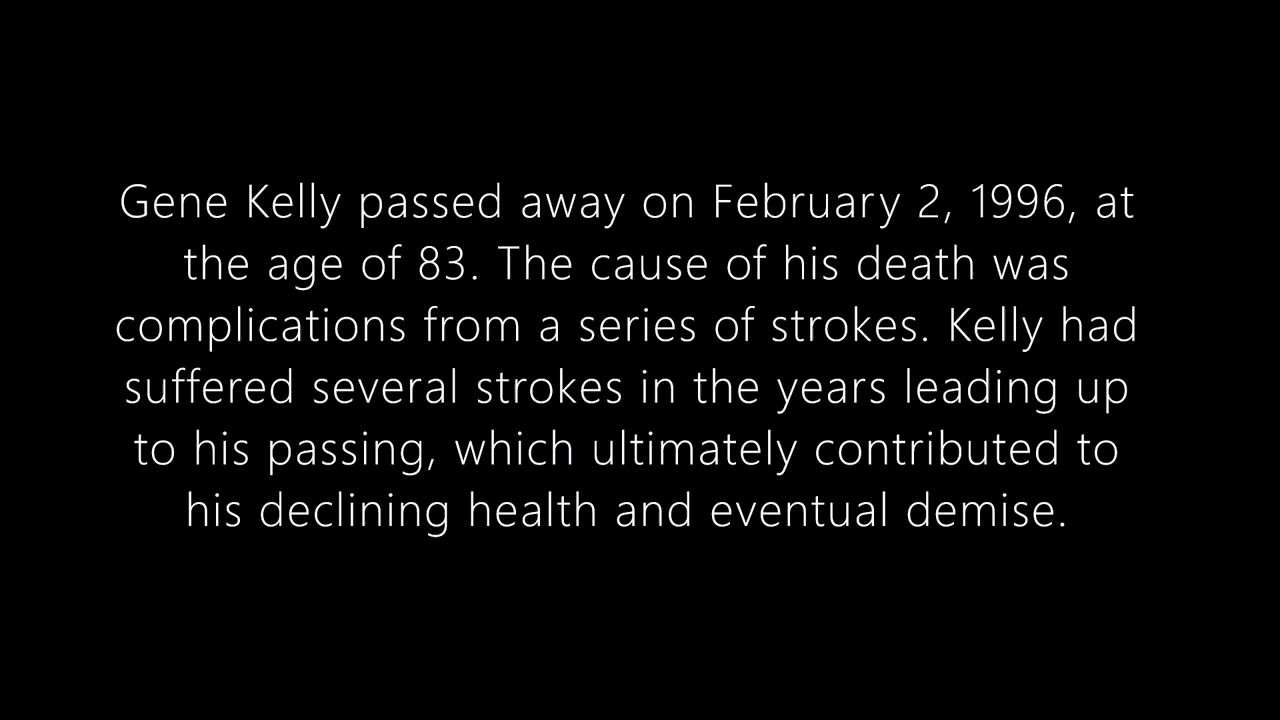 Gene Kelly passed away on February 2, 1996, at
the age of 83. The cause of his death was
complications from a series of strokes. Kelly had
suffered several strokes in the years leading up
to his passing, which ultimately contributed to
his declining health and eventual demise.